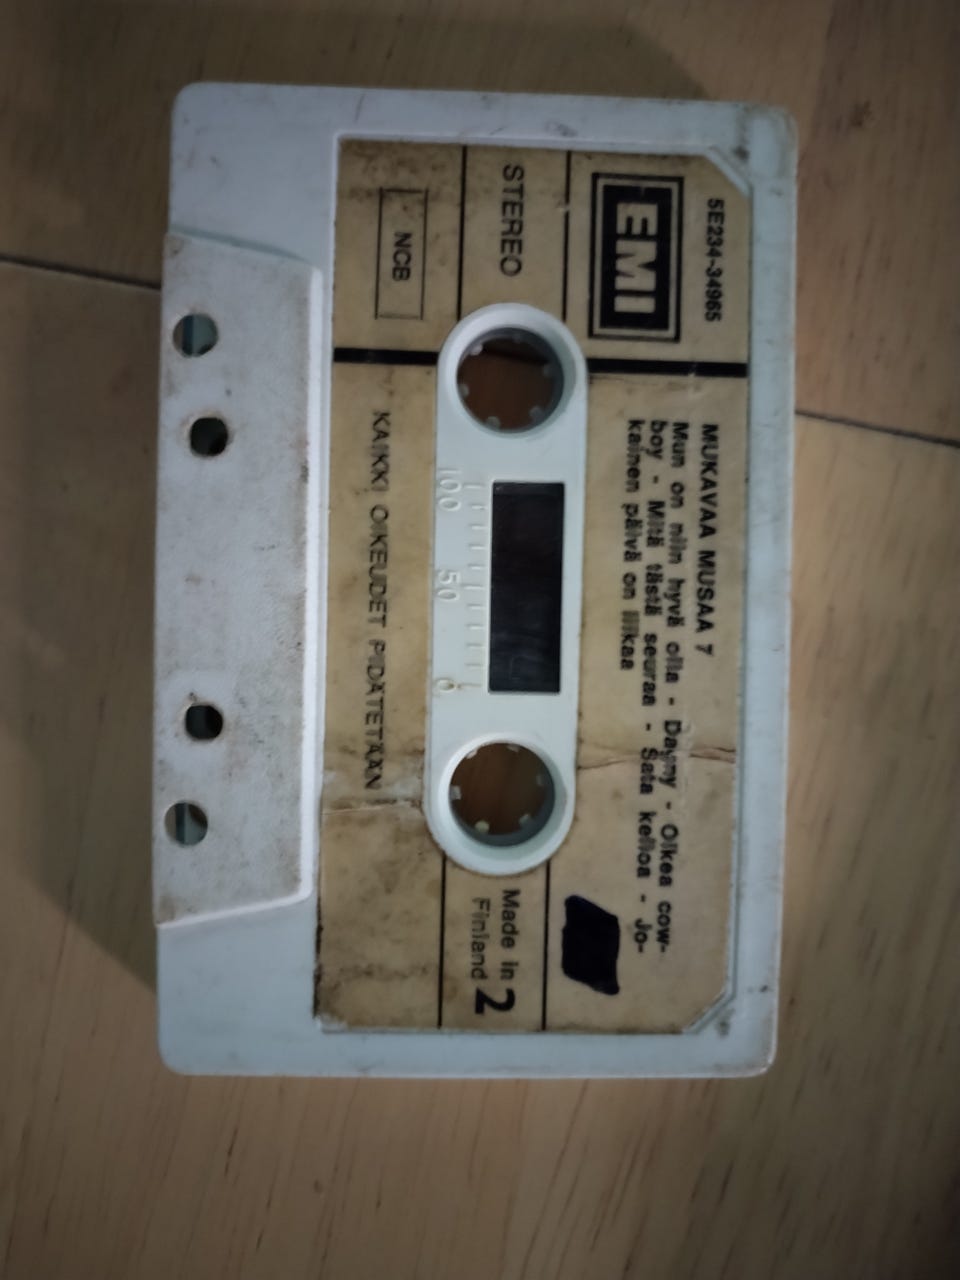 5E234-34965
EMI
MUKAVAA MUSAA 7
Mun on niin hyvä olla - Dagny - Oikea cow-
boy - Mitä tästä seuraa - Sata kelloa - Jo-
kainen päivä on liikaa
STEREO
Made in
Finland 2
100 50 0
NCB
KAIKKI OIKEUDET PIDÄTETÄÄN